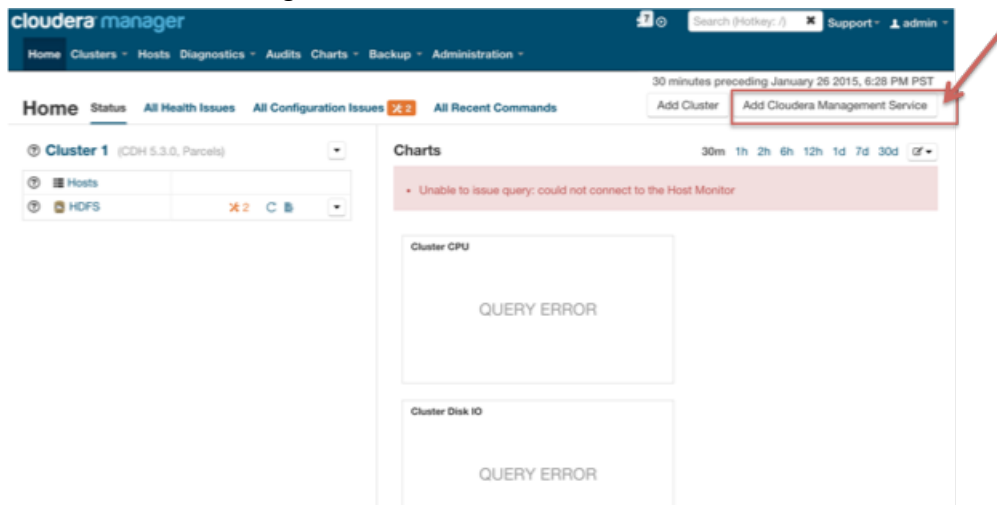 cloudera manager
7
Search (Hotkey: /)
Support
admin
Home Clusters Hosts Diagnostics Audits Charts Backup Administration
30 minutes preceding January 26 2015, 6:28 PM PST
Home Status All Health Issues All Configuration Issues 2 All Recent Commands
Add Cluster
Add Cloudera Management Service
Cluster 1 (CDH 5.3.0, Parcels)
Hosts
HDFS 2
Charts
30m 1h 2h 6h 12h 1d 7d 30d
Unable to issue query: could not connect to the Host Monitor
Cluster CPU
QUERY ERROR
Cluster Disk IO
QUERY ERROR